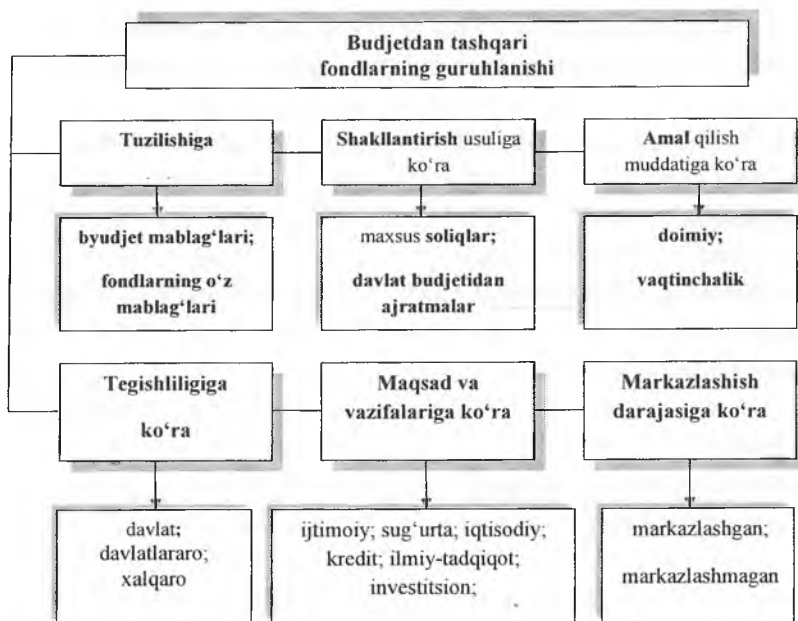 Budjetdan tashqari
fondlarning guruhlanishi
Tuzilishiga
Shakllantirish usuliga
ko‘ra
Amal qilish
muddatiga ko‘ra
byudjet mablag‘lari;
fondlarning o‘z
mablag‘lari
maxsus soliqlar;
davlat budjetidan
ajratmalar
doimiy;
vaqtinchalik
Tegishliligiga
ko‘ra
Maqsad va
vazifalariga ko‘ra
Markazlashish
darajasiga ko‘ra
davlat;
davlatlararo;
xalqaro
ijtimoiy; sug‘urta; iqtisodiy;
kredit; ilmiy-tadqiqot;
investitsion;
markazlashgan;
markazlashmagan